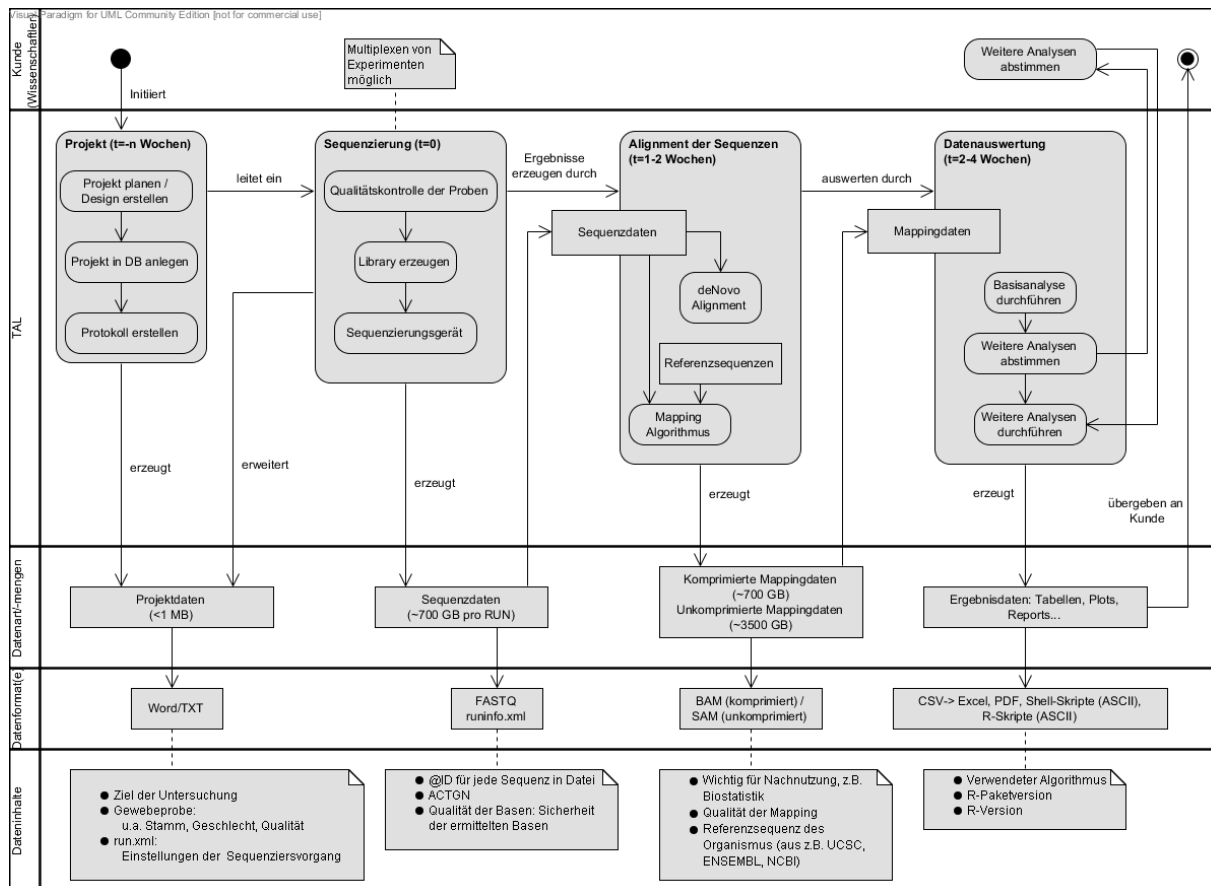 Visual Paradigm for UML Community Edition [not for commercial use]
Kunde
(Wissenschaftler)
Initiiert
Multiplexen von
Experimenten
möglich
Weitere Analysen
abstimmen
TAL
Projekt (t=-n Wochen)
Projekt planen /
Design erstellen
Projekt in DB anlegen
Protokoll erstellen
leitet ein
Sequenzierung (t=0)
Qualitätskontrolle der Proben
Library erzeugen
Sequenzierungsgerät
Ergebnisse
erzeugen durch
Alignment der Sequenzen
(t=1-2 Wochen)
Sequenzdaten
deNovo
Alignment
Referenzsequenzen
Mapping
Algorithmus
auswerten durch
Datenauswertung
(t=2-4 Wochen)
Mappingdaten
Basisanalyse
durchführen
Weitere Analysen
abstimmen
Weitere Analysen
durchführen
erzeugt
erweitert
erzeugt
erzeugt
erzeugt
übergeben an
Kunde
Datenart/-mengen
Projektdaten
(<1 MB)
Sequenzdaten
(~700 GB pro RUN)
Komprimierte Mappingdaten
(~700 GB)
Unkomprimierte Mappingdaten
(~3500 GB)
Ergebnisdaten: Tabellen, Plots,
Reports...
Datenformat(e)
Word/TXT
FASTQ
runinfo.xml
BAM (komprimiert) /
SAM (unkomprimiert)
CSV-> Excel, PDF, Shell-Skripte (ASCII),
R-Skripte (ASCII)
Dateninhalte
● Ziel der Untersuchung
● Gewebeprobe:
u.a. Stamm, Geschlecht, Qualität
● run.xml:
Einstellungen der Sequenziersvorgang
● @ID für jede Sequenz in Datei
● ACTGN
● Qualität der Basen: Sicherheit
der ermittelten Basen
● Wichtig für Nachnutzung, z.B.
Biostatistik
● Qualität der Mapping
● Referenzsequenz des
Organismus (aus z.B. UCSC,
ENSEMBL, NCBI)
● Verwendeter Algorithmus
● R-Paketversion
● R-Version